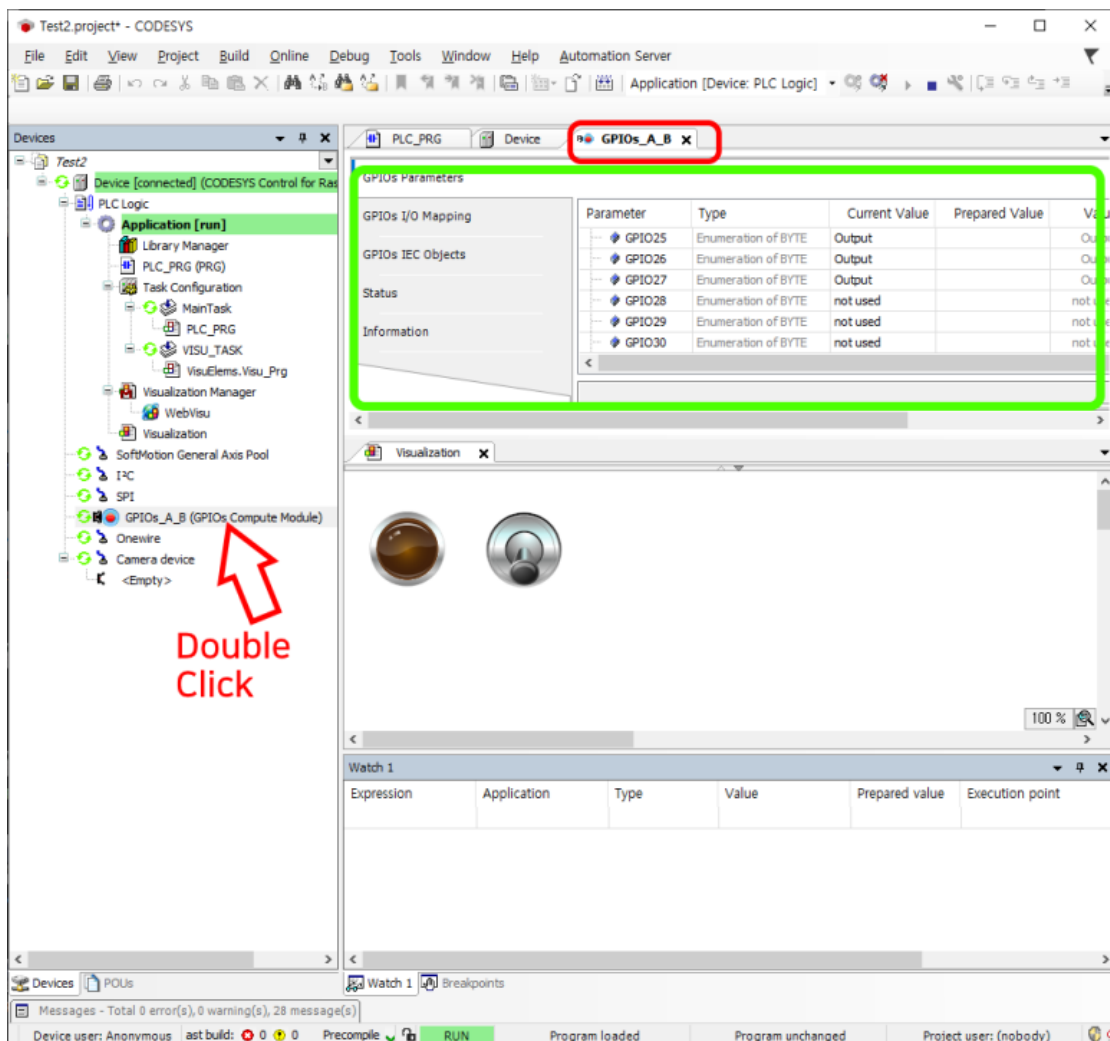 Test2.project* - CODESYS
File Edit View Project Build Online Debug Tools Window Help Automation Server
Application [Device: PLC Logic]
Devices
Test2
Device [connected] (CODESYS Control for Ras
PLC Logic
Application [run]
Library Manager
PLC_PRG (PRG)
Task Configuration
MainTask
PLC_PRG
VISU_TASK
VisuElems.Visu_Prg
Visualization Manager
WebVisu
Visualization
SoftMotion General Axis Pool
I²C
SPI
GPIOs_A_B (GPIOs Compute Module)
Onewire
Camera device
<Empty>
Double
Click
Devices POUs
PLC_PRG Device GPIOs_A_B
GPIOs Parameters
GPIOs I/O Mapping
GPIOs IEC Objects
Status
Information
Parameter Type Current Value Prepared Value
GPIO25 Enumeration of BYTE Output
GPIO26 Enumeration of BYTE Output
GPIO27 Enumeration of BYTE Output
GPIO28 Enumeration of BYTE not used
GPIO29 Enumeration of BYTE not used
GPIO30 Enumeration of BYTE not used
Visualization
100 %
Watch 1
Expression Application Type Value Prepared value Execution point
Watch 1 Breakpoints
Messages - Total 0 error(s), 0 warning(s), 28 message(s)
Device user: Anonymous ast build: 0 0 Precompile RUN Program loaded Program unchanged Project user: (nobody)